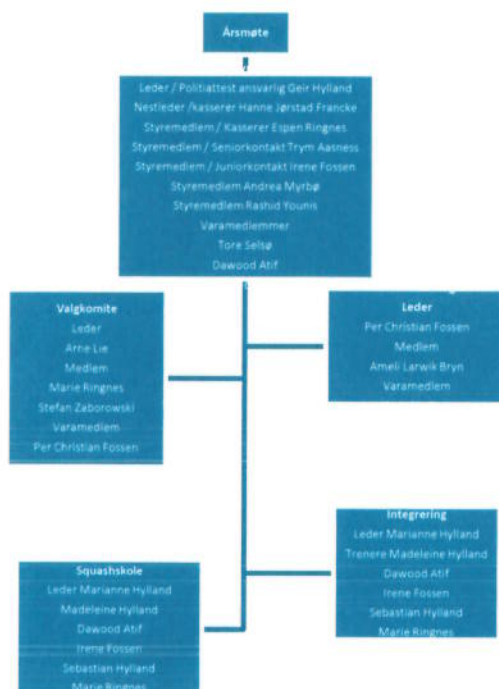 Årsmøte
Leder / Politiattest ansvarlig Geir Hylland
Nestleder /kasserer Hanne Jørstad Francke
Styremedlem / Kasserer Espen Ringnes
Styremedlem / Seniorkontakt Trym Aasness
Styremedlem / Juniorkontakt Irene Fossen
Styremedlem Andrea Myrbø
Styremedlem Rashid Younis
Varamedlemmer
Tore Selsø
Dawood Atif
Valgkomite
Leder
Arne Lie
Medlem
Marie Ringnes
Stefan Zaborowski
Varamedlem
Per Christian Fossen
Leder
Per Christian Fossen
Medlem
Ameli Larwik Bryn
Varamedlem
Squashskole
Leder Marianne Hylland
Madeleine Hylland
Dawood Atif
Irene Fossen
Sebastian Hylland
Marie Ringnes
Integrering
Leder Marianne Hylland
Trenere Madeleine Hylland
Dawood Atif
Irene Fossen
Sebastian Hylland
Marie Ringnes